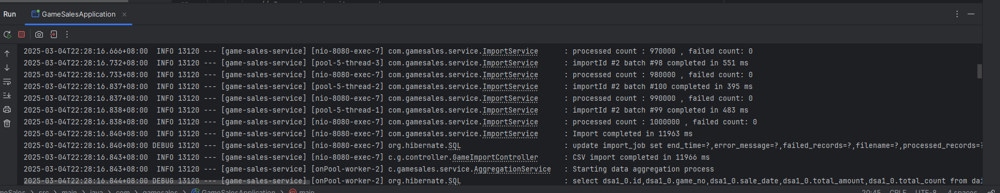 Run GameSalesApplication
2025-03-04T22:28:16.666+08:00  INFO 13120 --- [game-sales-service] [nio-8080-exec-7] com.gamesales.service.ImportService      : processed count : 970000 , failed count: 0
2025-03-04T22:28:16.732+08:00  INFO 13120 --- [game-sales-service] [pool-5-thread-3] com.gamesales.service.ImportService      : importId #2 batch #98 completed in 551 ms
2025-03-04T22:28:16.733+08:00  INFO 13120 --- [game-sales-service] [nio-8080-exec-7] com.gamesales.service.ImportService      : processed count : 980000 , failed count: 0
2025-03-04T22:28:16.837+08:00  INFO 13120 --- [game-sales-service] [pool-5-thread-2] com.gamesales.service.ImportService      : importId #2 batch #100 completed in 395 ms
2025-03-04T22:28:16.837+08:00  INFO 13120 --- [game-sales-service] [nio-8080-exec-7] com.gamesales.service.ImportService      : processed count : 990000 , failed count: 0
2025-03-04T22:28:16.838+08:00  INFO 13120 --- [game-sales-service] [pool-5-thread-1] com.gamesales.service.ImportService      : importId #2 batch #99 completed in 483 ms
2025-03-04T22:28:16.838+08:00  INFO 13120 --- [game-sales-service] [nio-8080-exec-7] com.gamesales.service.ImportService      : processed count : 1000000 , failed count: 0
2025-03-04T22:28:16.840+08:00  INFO 13120 --- [game-sales-service] [nio-8080-exec-7] com.gamesales.service.ImportService      : Import completed in 11963 ms
2025-03-04T22:28:16.840+08:00 DEBUG 13120 --- [game-sales-service] [nio-8080-exec-7] org.hibernate.SQL                        : update import_job set end_time=?,error_message=?,failed_records=?,filename=?,processed_records=?
2025-03-04T22:28:16.843+08:00  INFO 13120 --- [game-sales-service] [nio-8080-exec-7] c.g.controller.GameImportController      : CSV import completed in 11966 ms
2025-03-04T22:28:16.843+08:00  INFO 13120 --- [game-sales-service] [onPool-worker-2] c.gamesales.service.AggregationService   : Starting data aggregation process
2025-03-04T22:28:16.844+08:00 DEBUG 13120 --- [game-sales-service] [onPool-worker-2] org.hibernate.SQL                        : select dsa1_0.id,dsa1_0.game_no,dsa1_0.sale_date,dsa1_0.total_amount,dsa1_0.total_count from dai
meSales > src > main > java > com > gamesales > GameSalesApplication > main 20:45 CRLF UTF-8 4 spaces